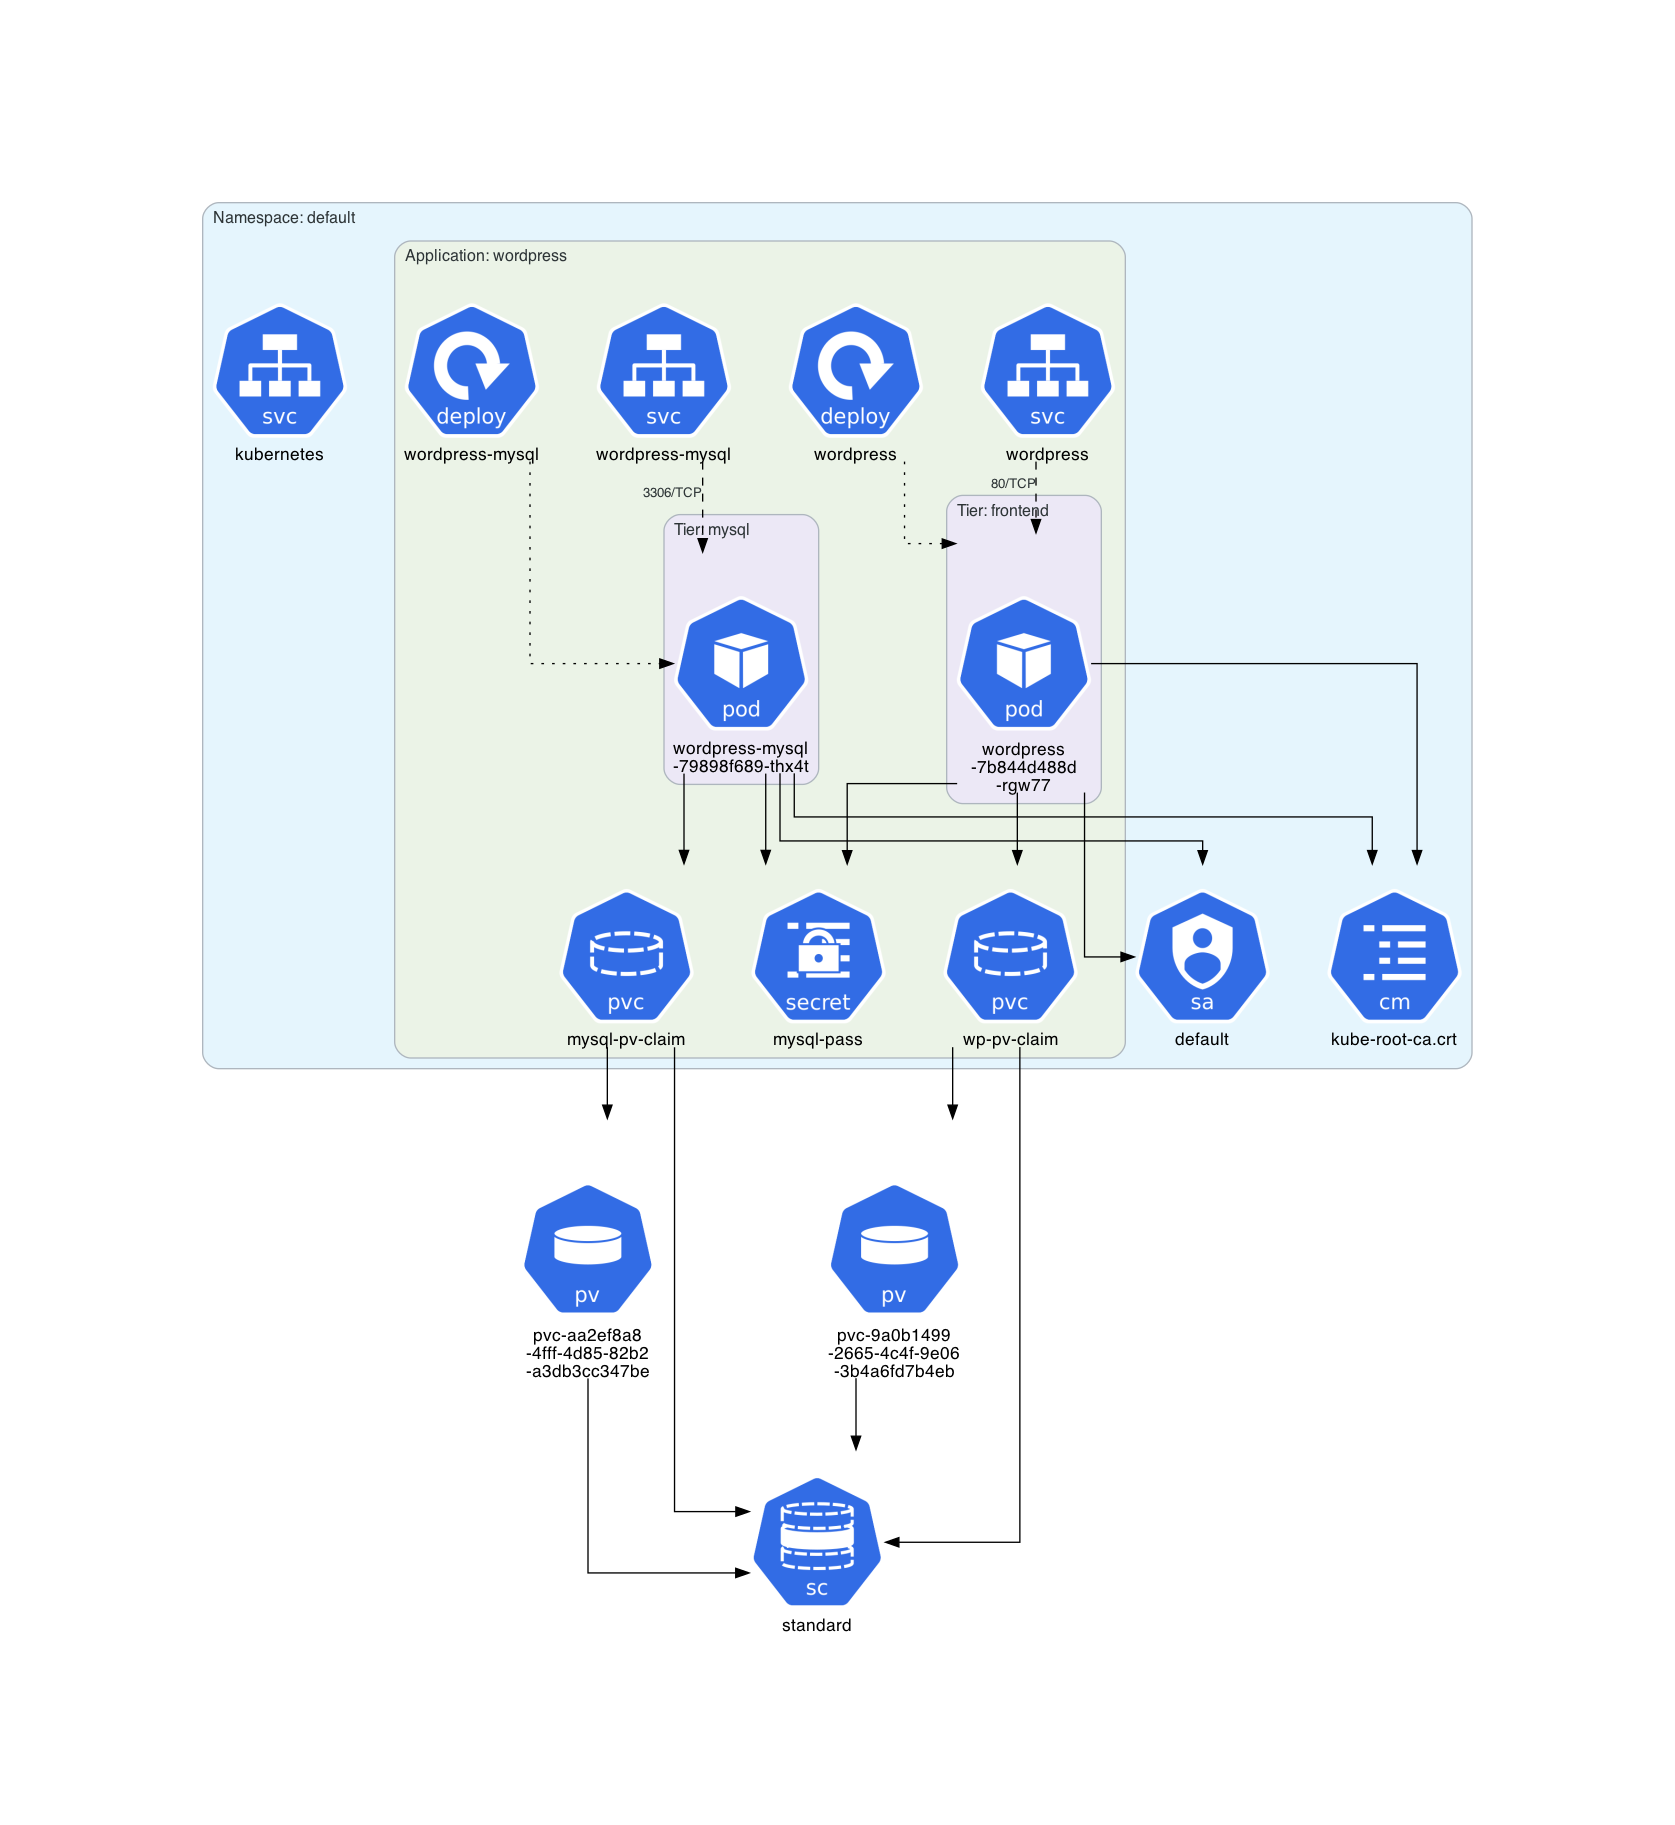 Namespace: default
Application: wordpress
svc
deploy
svc
deploy
svc
kubernetes
wordpress-mysql
wordpress-mysql
wordpress
wordpress
3306/TCP
80/TCP
Tier: mysql
Tier: frontend
pod
pod
wordpress-mysql
-79898f689-thx4t
wordpress
-7b844d488d
-rgw77
pvc
secret
pvc
sa
cm
mysql-pv-claim
mysql-pass
wp-pv-claim
default
kube-root-ca.crt
pv
pv
pvc-aa2ef8a8
-4fff-4d85-82b2
-a3db3cc347be
pvc-9a0b1499
-2665-4c4f-9e06
-3b4a6fd7b4eb
sc
standard